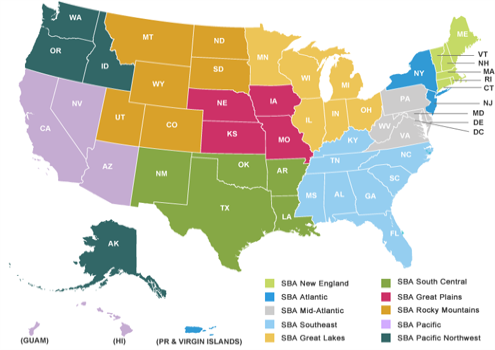 WA
MT
ND
MN
ME
VT
NH
MA
RI
CT
OR
ID
SD
WI
MI
NY
WY
NE
IA
PA
NJ
MD
DE
DC
NV
UT
CO
KS
MO
IL
IN
OH
WV
VA
KY
CA
AZ
NM
OK
AR
TN
NC
SC
TX
LA
MS
AL
GA
FL
AK
(GUAM)
(HI)
(PR & VIRGIN ISLANDS)
SBA New England
SBA Atlantic
SBA Mid-Atlantic
SBA Southeast
SBA Great Lakes
SBA South Central
SBA Great Plains
SBA Rocky Mountains
SBA Pacific
SBA Pacific Northwest